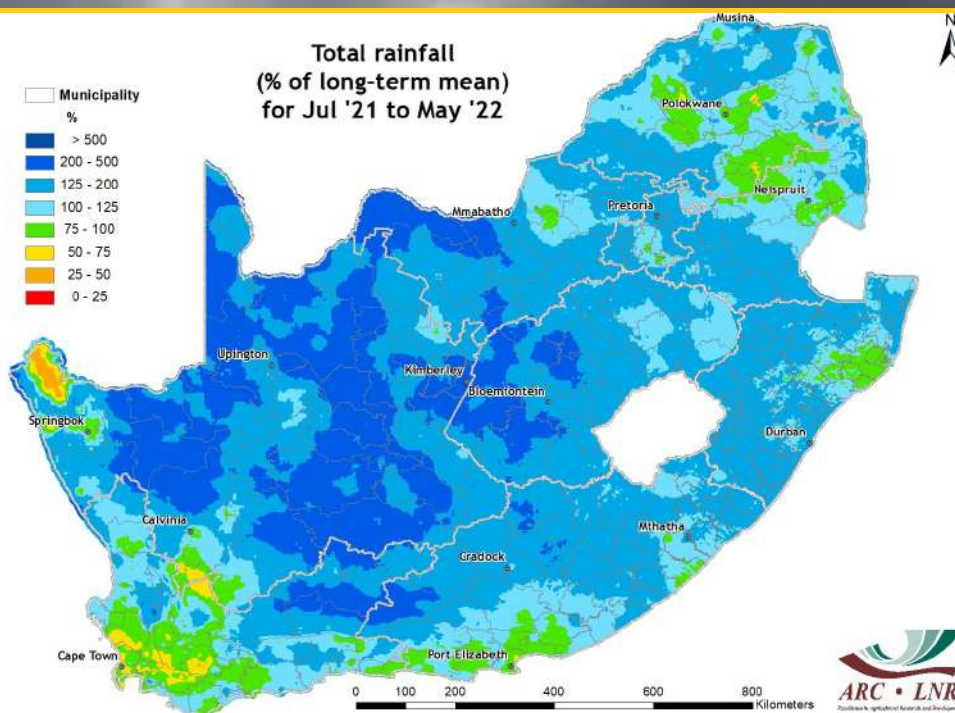 Total rainfall
(% of long-term mean)
for Jul '21 to May '22
N
Municipality
%
> 500
200 - 500
125 - 200
100 - 125
75 - 100
50 - 75
25 - 50
0 - 25
Musina
Polokwane
Nelspruit
Pretoria
Mmabatho
Upington
Kimberley
Bloemfontein
Springbok
Durban
Calvinia
Mthatha
Cradock
Cape Town
Port Elizabeth
0 100 200 400 600 800
Kilometers
ARC • LNR